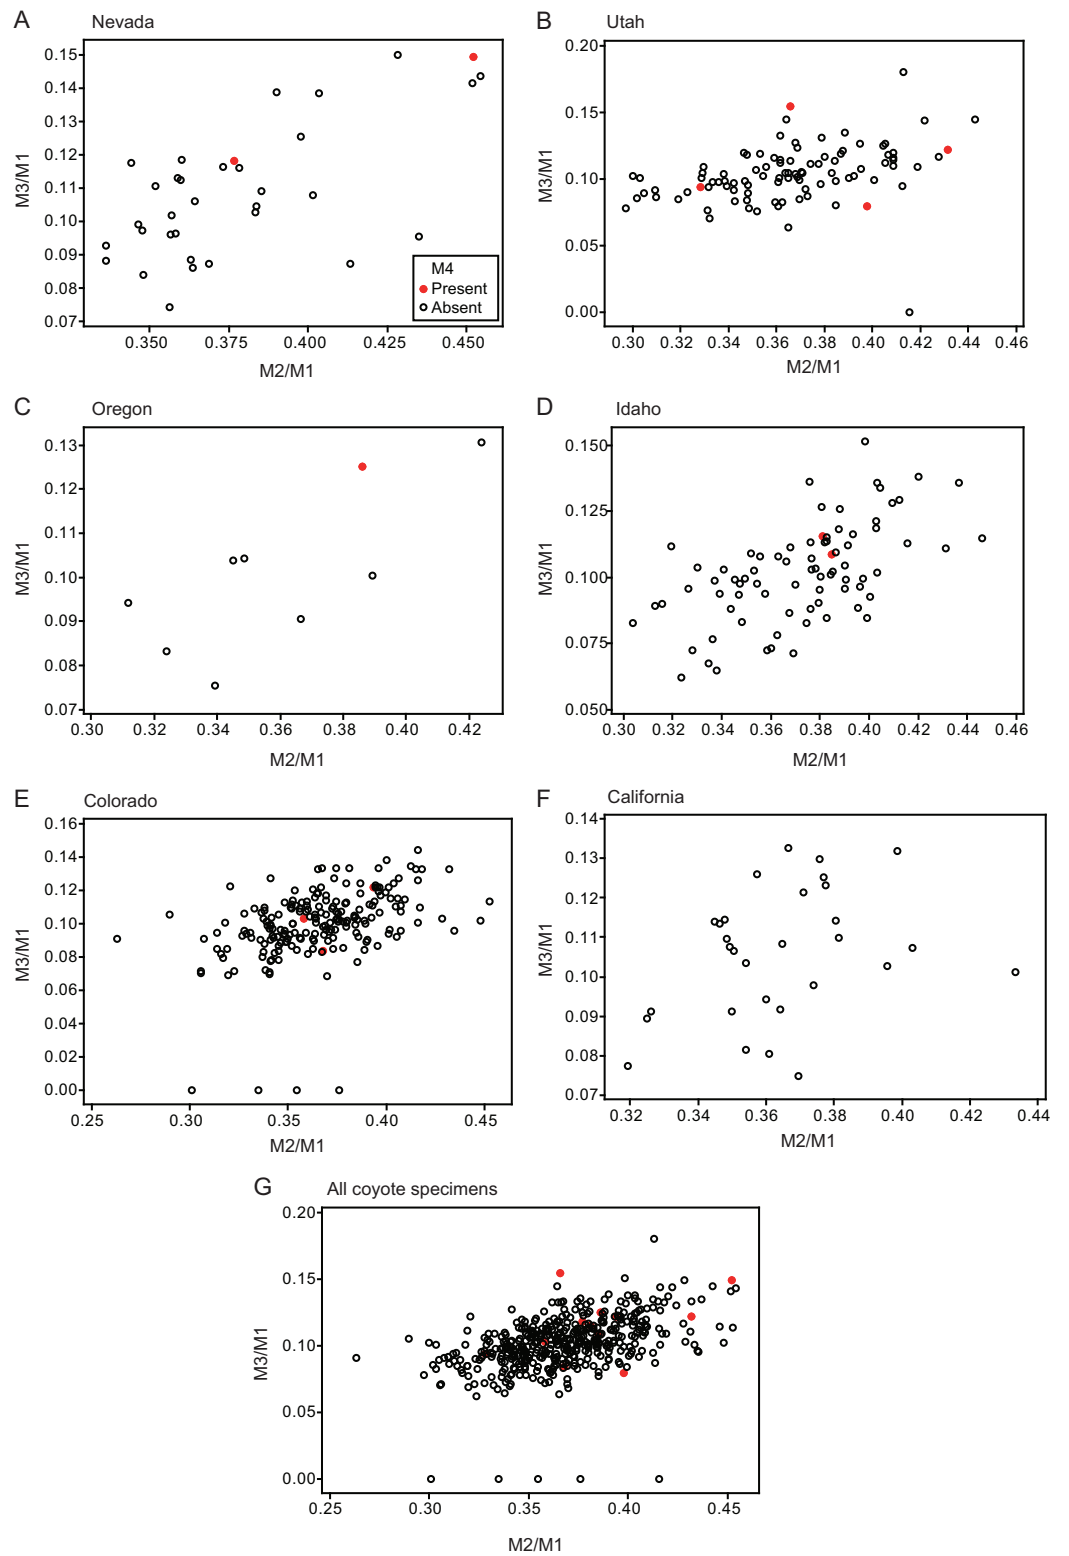 A Nevada
0.15
0.14
0.13
0.12
0.11
0.10
0.09
0.08
0.07
M3/M1
0.350 0.375 0.400 0.425 0.450
M2/M1
M4
Present
Absent
B Utah
0.20
0.15
0.10
0.05
0.00
M3/M1
0.30 0.32 0.34 0.36 0.38 0.40 0.42 0.44 0.46
M2/M1
C Oregon
0.13
0.12
0.11
0.10
0.09
0.08
0.07
M3/M1
0.30 0.32 0.34 0.36 0.38 0.40 0.42
M2/M1
D Idaho
0.150
0.125
0.100
0.075
0.050
M3/M1
0.30 0.32 0.34 0.36 0.38 0.40 0.42 0.44 0.46
M2/M1
E Colorado
0.16
0.14
0.12
0.10
0.08
0.06
0.04
0.02
0.00
M3/M1
0.25 0.30 0.35 0.40 0.45
M2/M1
F California
0.14
0.13
0.12
0.11
0.10
0.09
0.08
0.07
M3/M1
0.32 0.34 0.36 0.38 0.40 0.42 0.44
M2/M1
G All coyote specimens
0.20
0.15
0.10
0.05
0.00
M3/M1
0.25 0.30 0.35 0.40 0.45
M2/M1